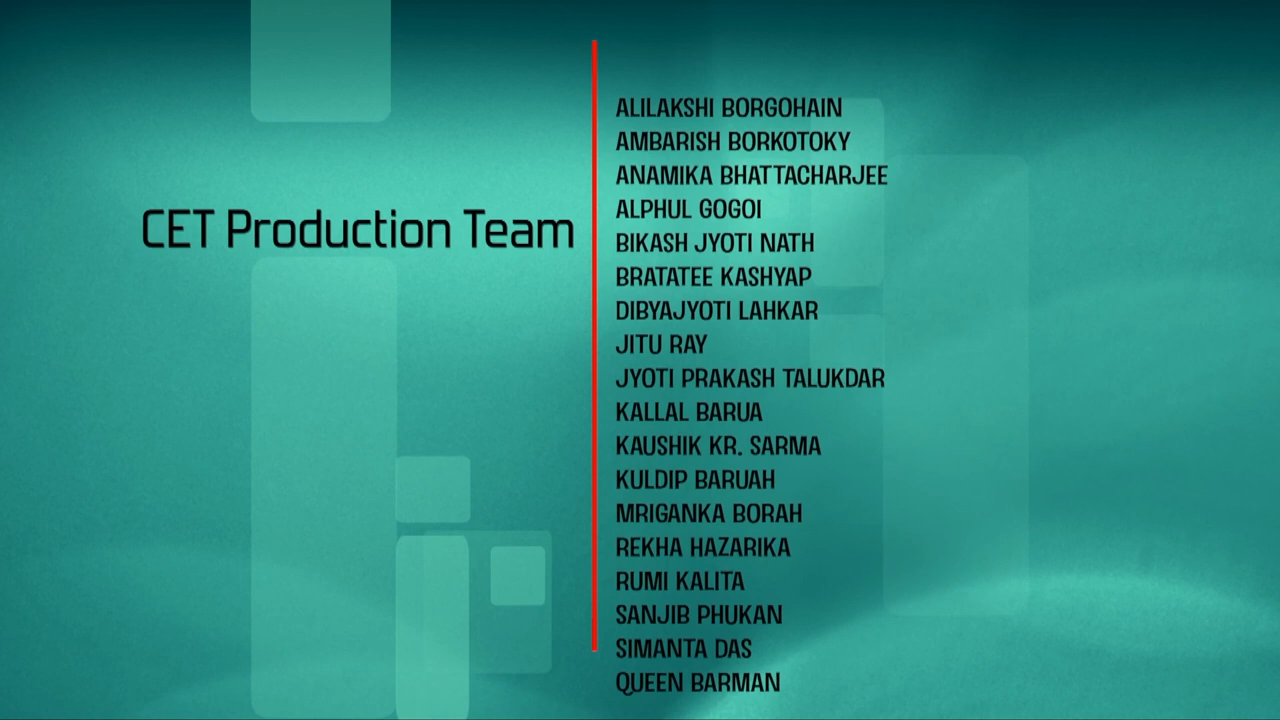 CET Production Team
ALILAKSHI BORGOHAIN
AMBARISH BORKOTOKY
ANAMIKA BHATTACHARJEE
ALPHUL GOGOI
BIKASH JYOTI NATH
BRATATEE KASHYAP
DIBYAJYOTI LAHKAR
JITU RAY
JYOTI PRAKASH TALUKDAR
KALLAL BARUA
KAUSHIK KR. SARMA
KULDIP BARUAH
MRIGANKA BORAH
REKHA HAZARIKA
RUMI KALITA
SANJIB PHUKAN
SIMANTA DAS
QUEEN BARMAN